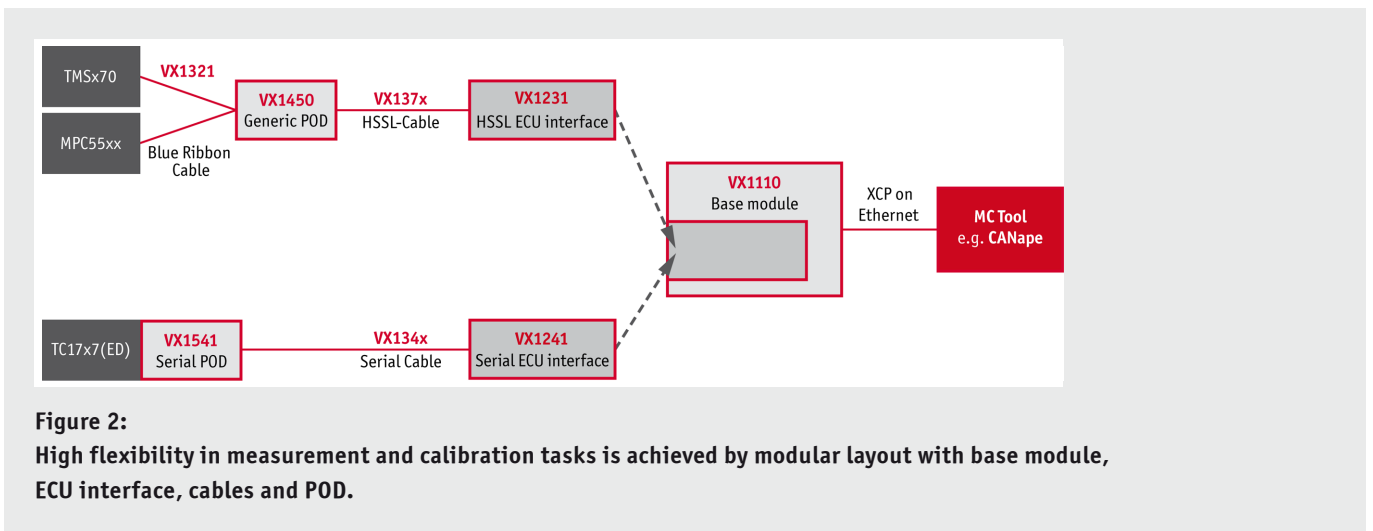 TMSx70
VX1321
MPC55xx
Blue Ribbon
Cable
VX1450
Generic POD
VX137x
HSSL-Cable
VX1231
HSSL ECU interface
VX1110
Base module
XCP on
Ethernet
MC Tool
e.g. CANape
TC17x7(ED)
VX1541
Serial POD
VX134x
Serial Cable
VX1241
Serial ECU interface
Figure 2:
High flexibility in measurement and calibration tasks is achieved by modular layout with base module,
ECU interface, cables and POD.